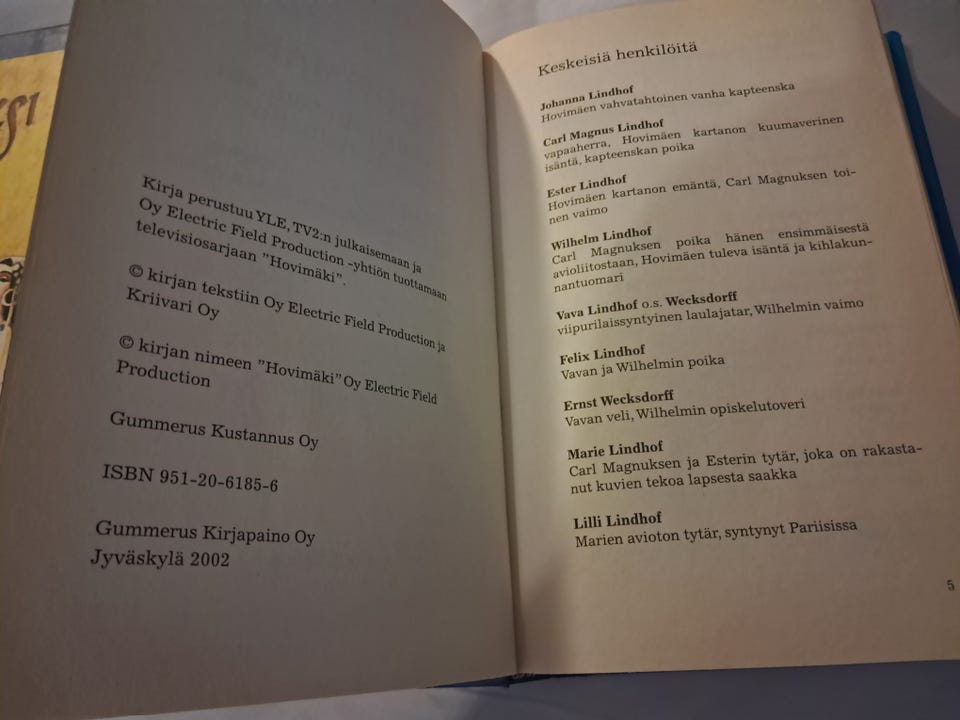 Kirja perustuu YLE, TV2:n julkaisemaan ja
Oy Electric Field Production -yhtiön tuottamaan
televisiosarjaan ”Hovimäki”.
© kirjan tekstiin Oy Electric Field Production ja
Kriivari Oy
© kirjan nimeen ”Hovimäki” Oy Electric Field
Production
Gummerus Kustannus Oy
ISBN 951-20-6185-6
Gummerus Kirjapaino Oy
Jyväskylä 2002
Keskeisiä henkilöitä
Johanna Lindhof
Hovimäen vahvatahtoinen vanha kapteenska
Carl Magnus Lindhof
vapaaherra, Hovimäen kartanon kuumaverinen
isäntä, kapteenskan poika
Ester Lindhof
Hovimäen kartanon emäntä, Carl Magnuksen toi-
nen vaimo
Wilhelm Lindhof
Carl Magnuksen poika hänen ensimmäisestä
avioliitostaan, Hovimäen tuleva isäntä ja kihlakun-
nantuomari
Vava Lindhof o.s. Wecksdorff
viipurilaissyntyinen laulajatar, Wilhelmin vaimo
Felix Lindhof
Vavan ja Wilhelmin poika
Ernst Wecksdorff
Vavan veli, Wilhelmin opiskelutoveri
Marie Lindhof
Carl Magnuksen ja Esterin tytär, joka on rakasta-
nut kuvien tekoa lapsesta saakka
Lilli Lindhof
Marien avioton tytär, syntynyt Pariisissa
5